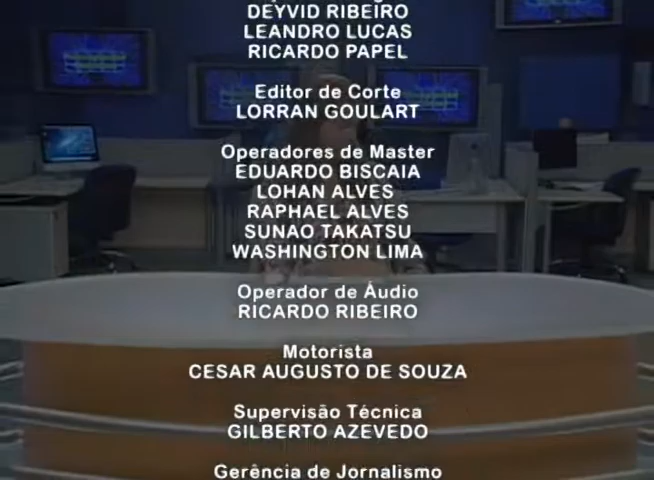 DEYVID RIBEIRO
LEANDRO LUCAS
RICARDO PAPEL
Editor de Corte
LORRAN GOULART
Operadores de Master
EDUARDO BISCAIA
LOHAN ALVES
RAPHAEL ALVES
SUNAO TAKATSU
WASHINGTON LIMA
Operador de Áudio
RICARDO RIBEIRO
Motorista
CESAR AUGUSTO DE SOUZA
Supervisão Técnica
GILBERTO AZEVEDO
Gerência de Jornalismo